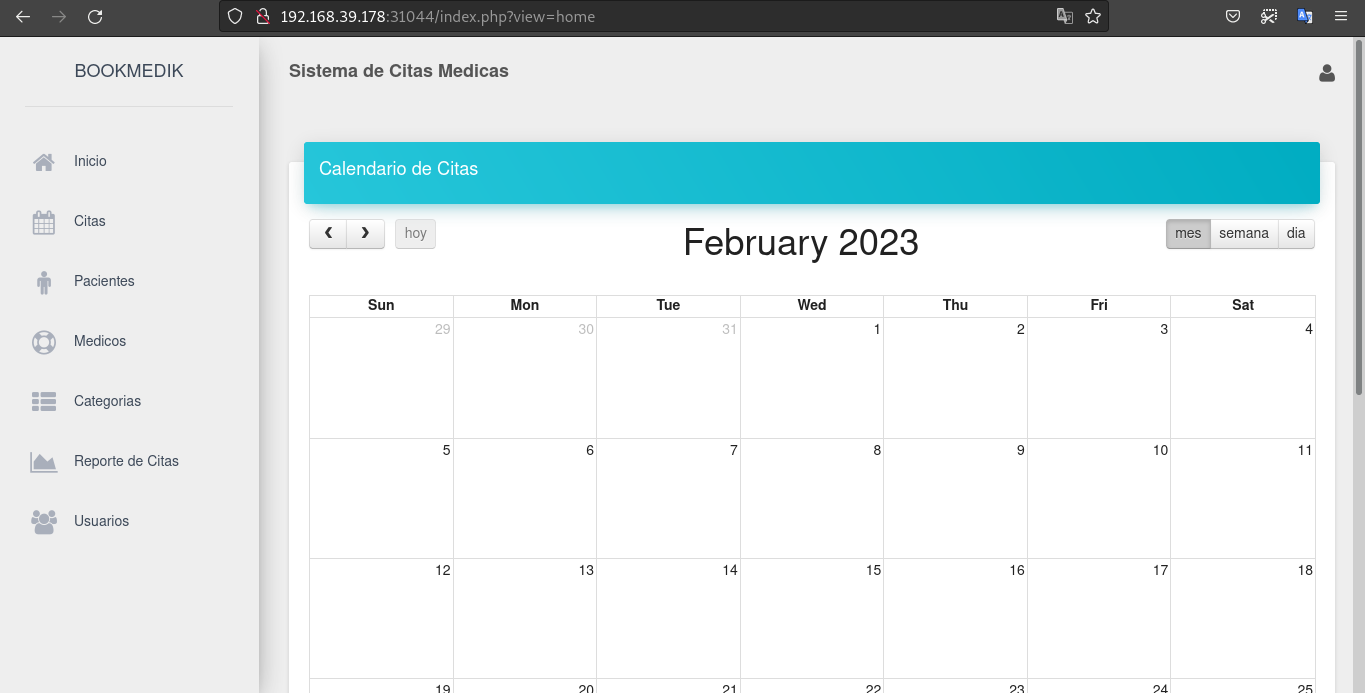 192.168.39.178:31044/index.php?view=home
BOOKMEDIK
Sistema de Citas Medicas
Inicio
Citas
Pacientes
Medicos
Categorias
Reporte de Citas
Usuarios
Calendario de Citas
hoy
February 2023
mes semana dia
Sun Mon Tue Wed Thu Fri Sat
29 30 31 1 2 3 4
5 6 7 8 9 10 11
12 13 14 15 16 17 18
19 20 21 22 23 24 25